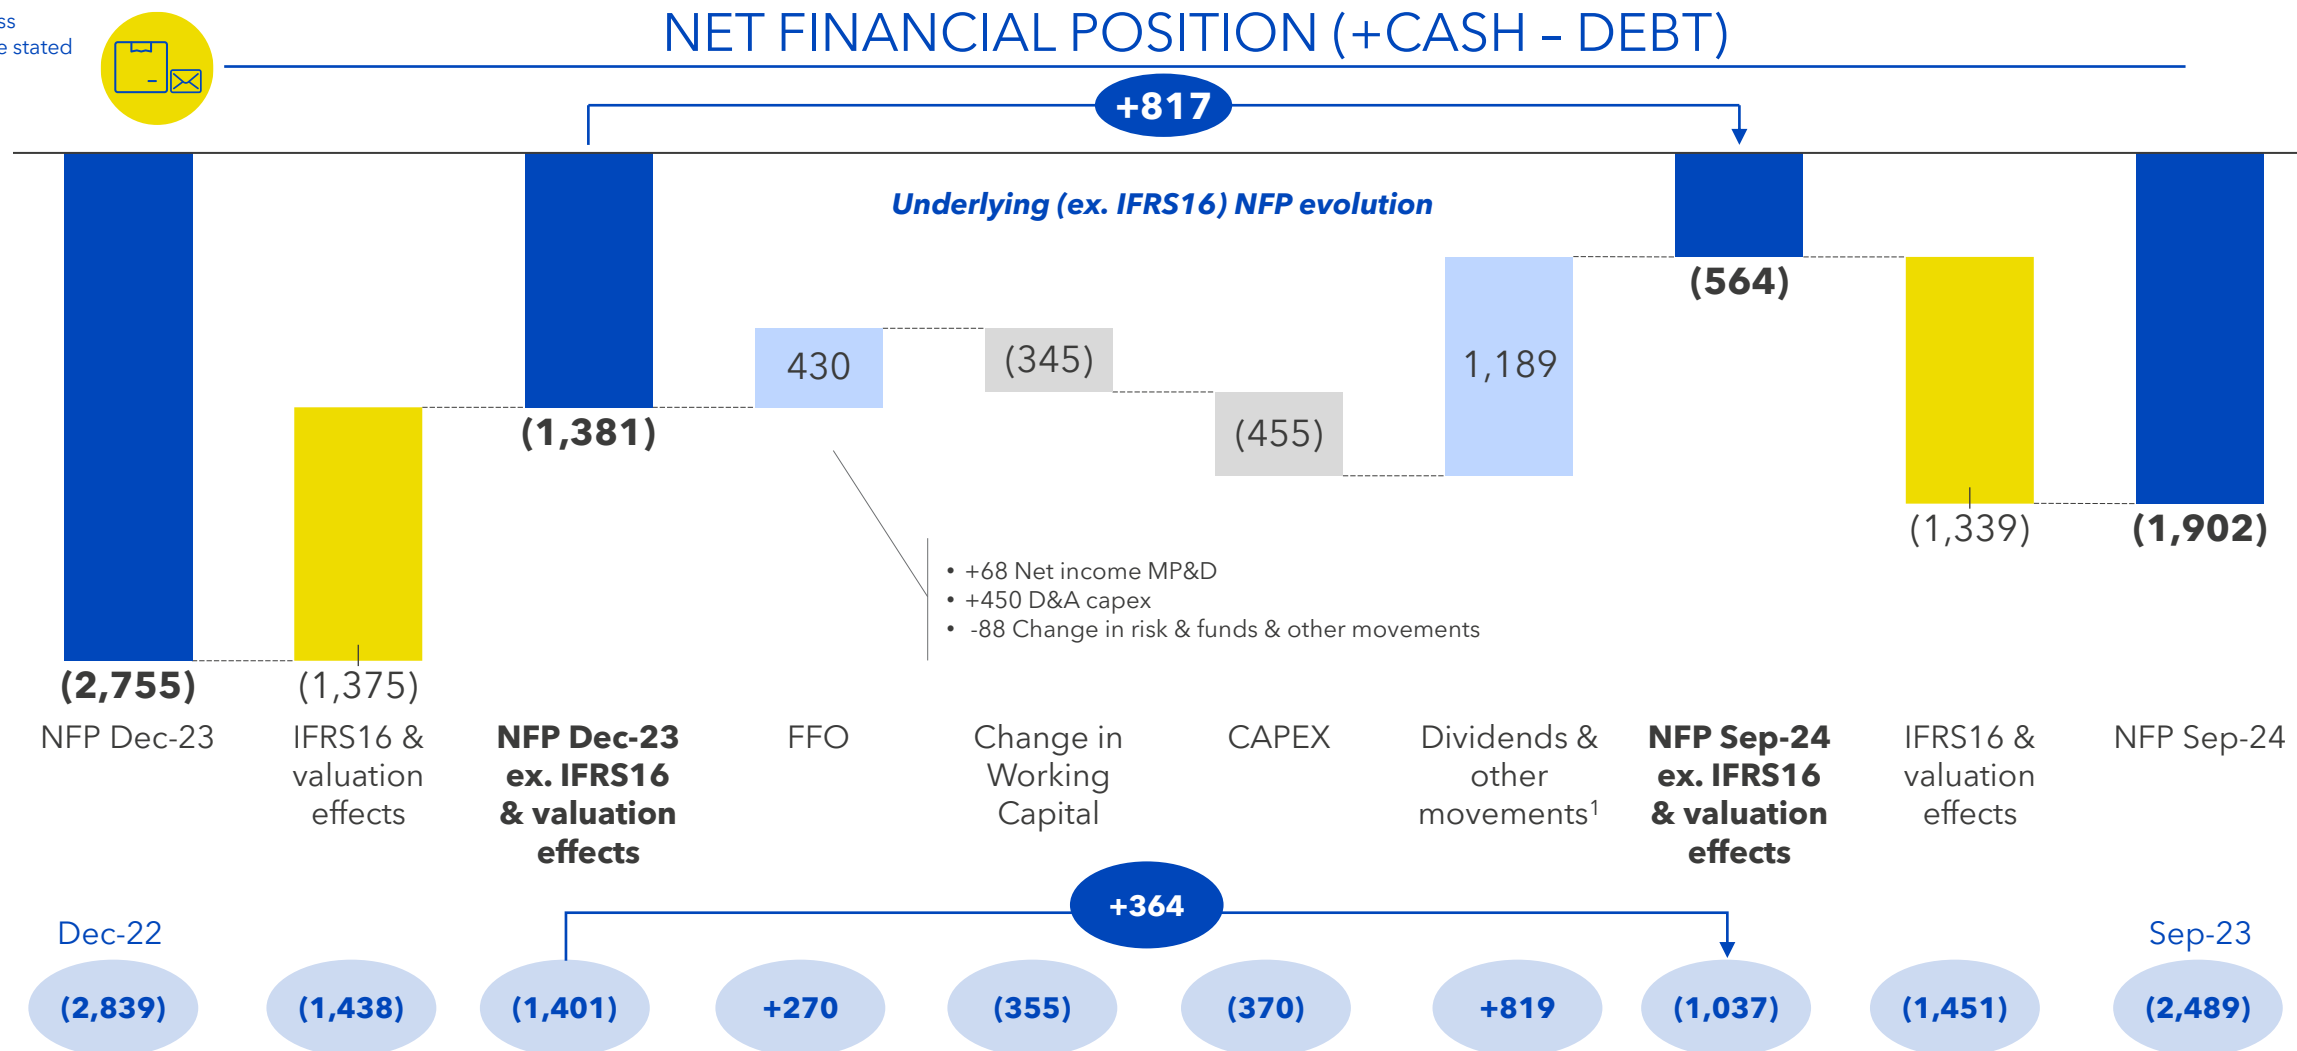 e stated
NET FINANCIAL POSITION (+CASH – DEBT)
+817
Underlying (ex. IFRS16) NFP evolution
(564)
430
(345)
1,189
(1,381)
(455)
(1,339)
(1,902)
• +68 Net income MP&D
• +450 D&A capex
• -88 Change in risk & funds & other movements
(2,755)
(1,375)
NFP Dec-23
IFRS16 &
valuation
effects
NFP Dec-23
ex. IFRS16
& valuation
effects
FFO
Change in
Working
Capital
CAPEX
Dividends &
other
movements¹
NFP Sep-24
ex. IFRS16
& valuation
effects
IFRS16 &
valuation
effects
NFP Sep-24
+364
Dec-22
Sep-23
(2,839)
(1,438)
(1,401)
+270
(355)
(370)
+819
(1,037)
(1,451)
(2,489)